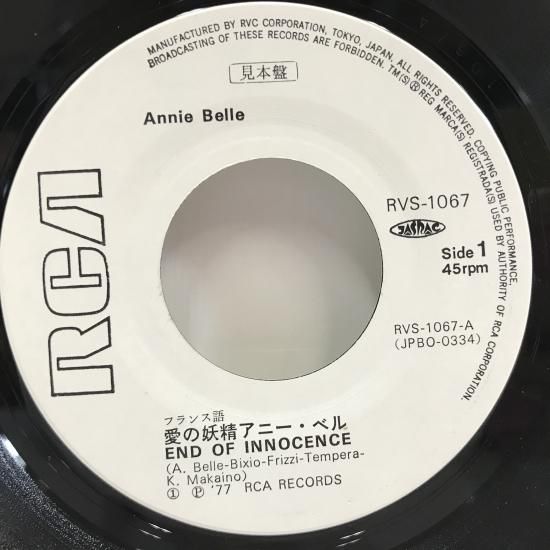 MANUFACTURED BY RVC CORPORATION, TOKYO, JAPAN, ALL RIGHTS RESERVED. COPYING PUBLIC PERFORMANCE,
BROADCASTING OF THESE RECORDS ARE FORBIDDEN. TM(S)®REG MARCA(S) REGISTRADA(S) USED BY AUTHORITY OF RCA CORPORATION.
見本盤
Annie Belle
RCA
RVS-1067
JASRAC
Side 1
45rpm
RVS-1067-A
(JPBO-0334)
フランス語
愛の妖精アニー・ベル
END OF INNOCENCE
(A. Belle-Bixio-Frizzi-Tempera-
K. Makaino)
① ℗ '77 RCA RECORDS